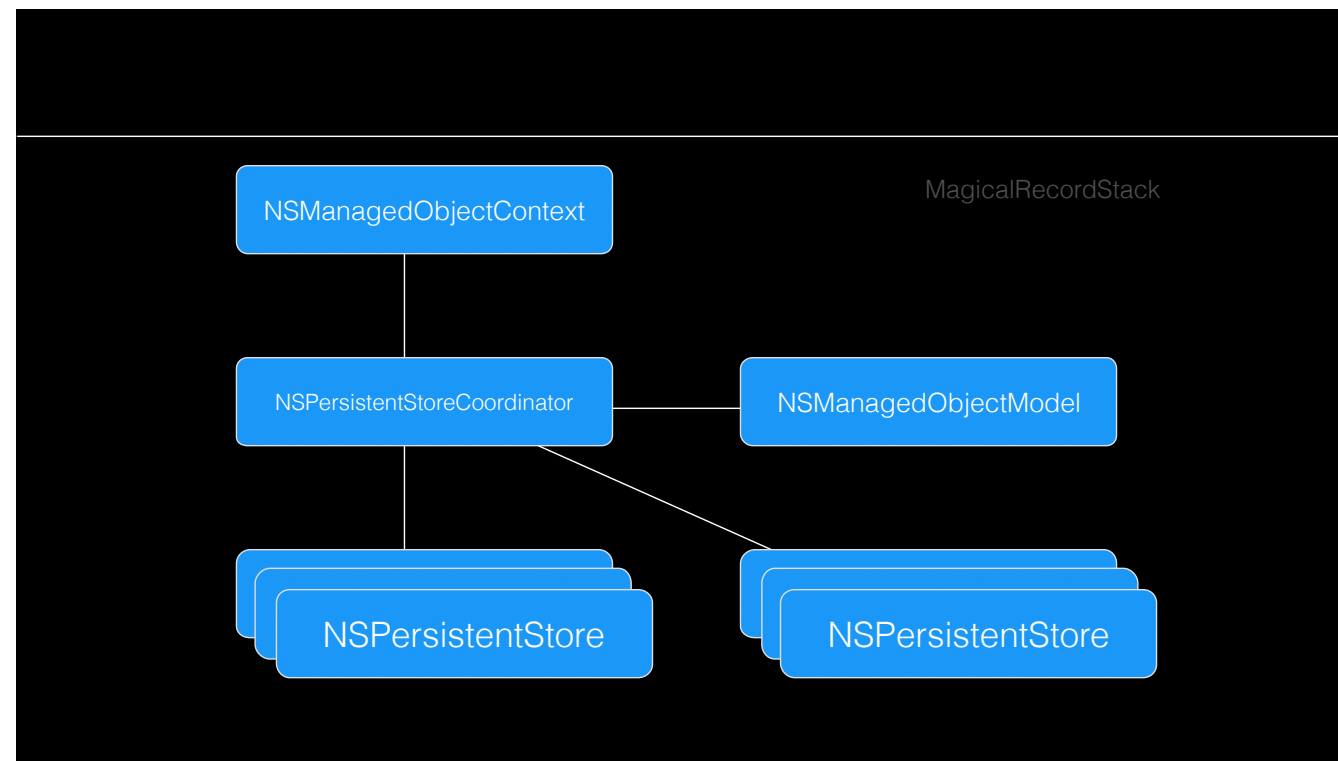 MagicalRecordStack
NSManagedObjectContext
NSPersistentStoreCoordinator
NSManagedObjectModel
NSPersistentStore
NSPersistentStore